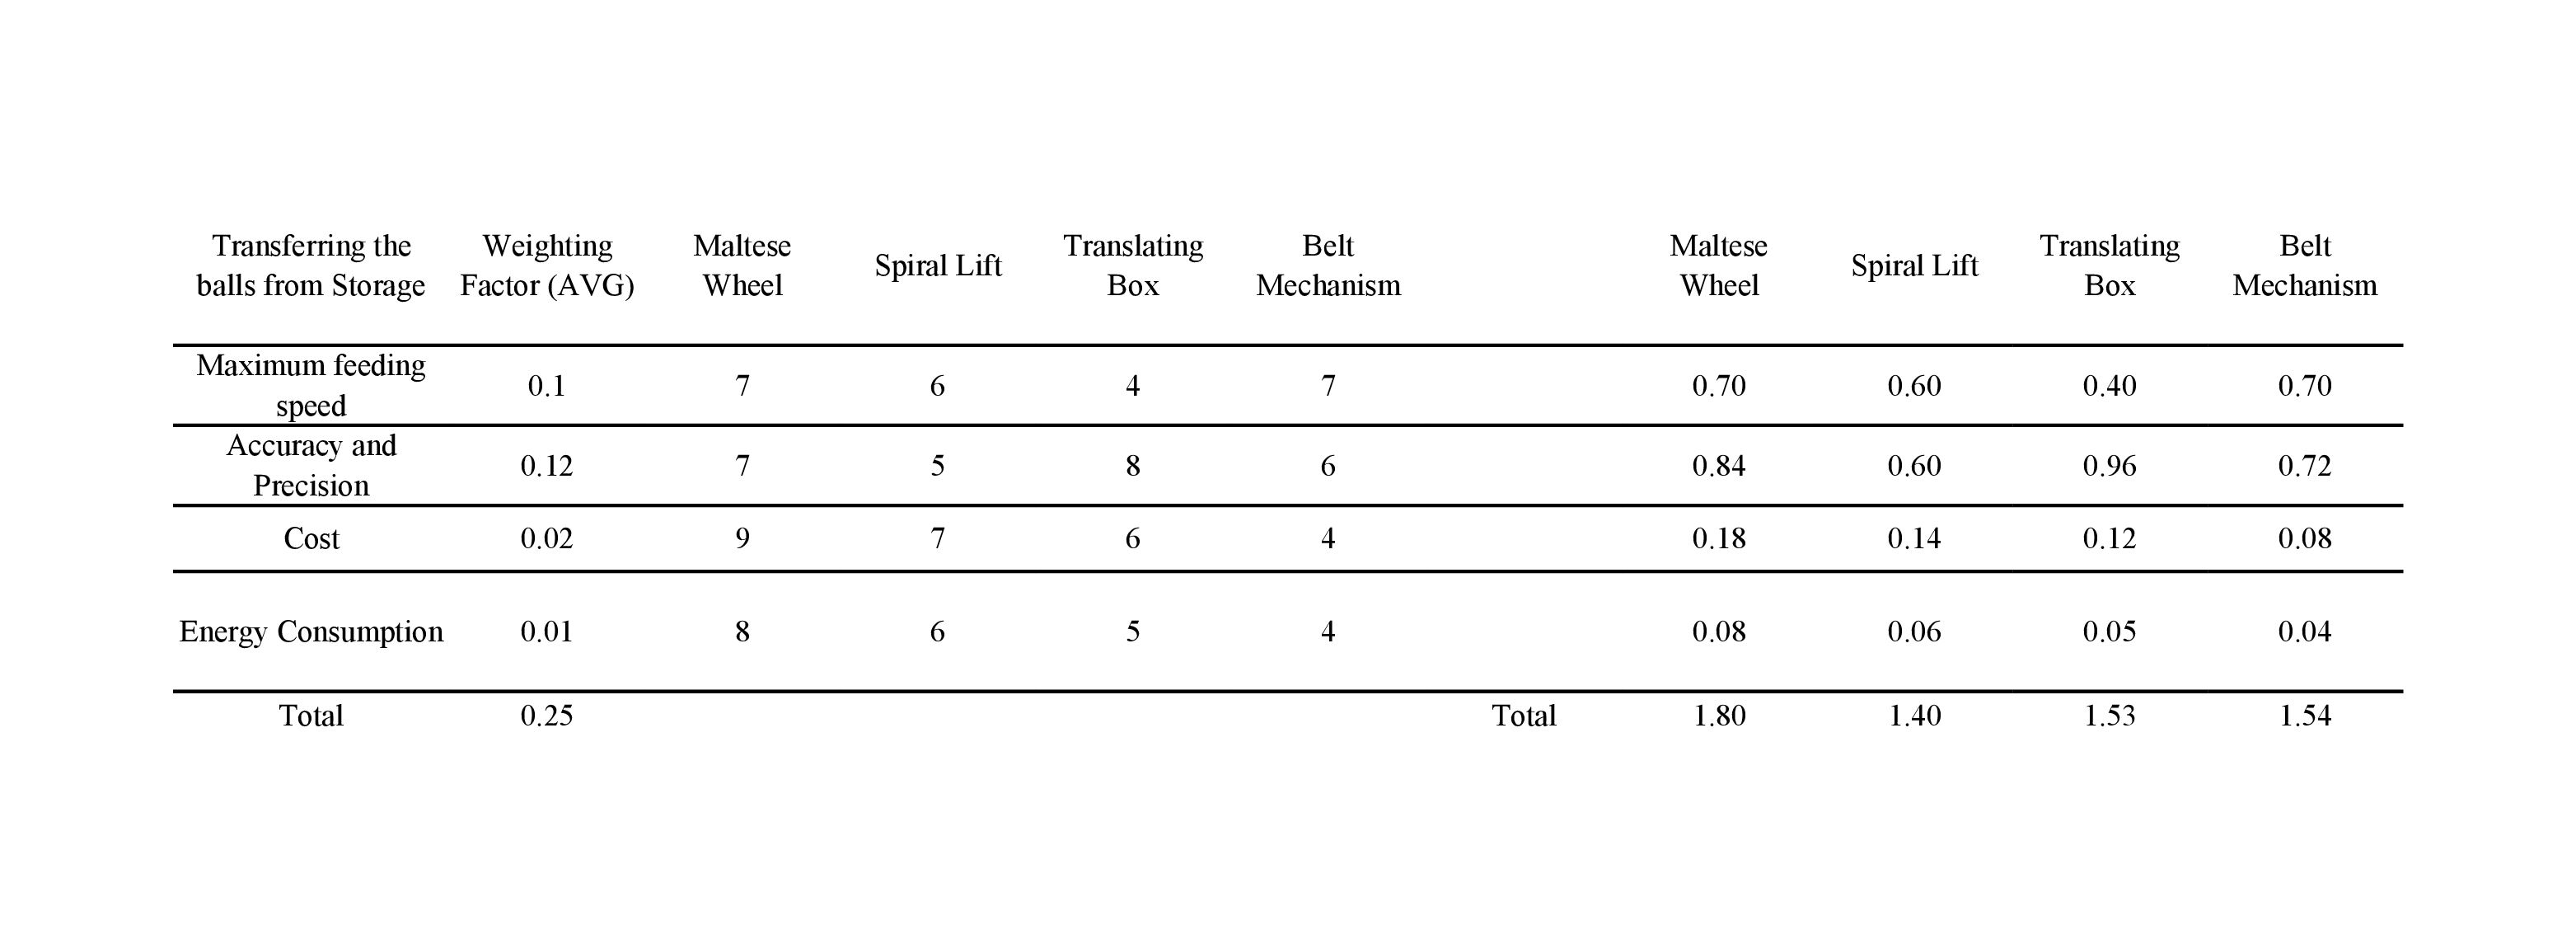 Transferring the balls from Storage Weighting Factor (AVG) Maltese Wheel Spiral Lift Translating Box Belt Mechanism Maltese Wheel Spiral Lift Translating Box Belt Mechanism
Maximum feeding speed 0.1 7 6 4 7 0.70 0.60 0.40 0.70
Accuracy and Precision 0.12 7 5 8 6 0.84 0.60 0.96 0.72
Cost 0.02 9 7 6 4 0.18 0.14 0.12 0.08
Energy Consumption 0.01 8 6 5 4 0.08 0.06 0.05 0.04
Total 0.25 Total 1.80 1.40 1.53 1.54